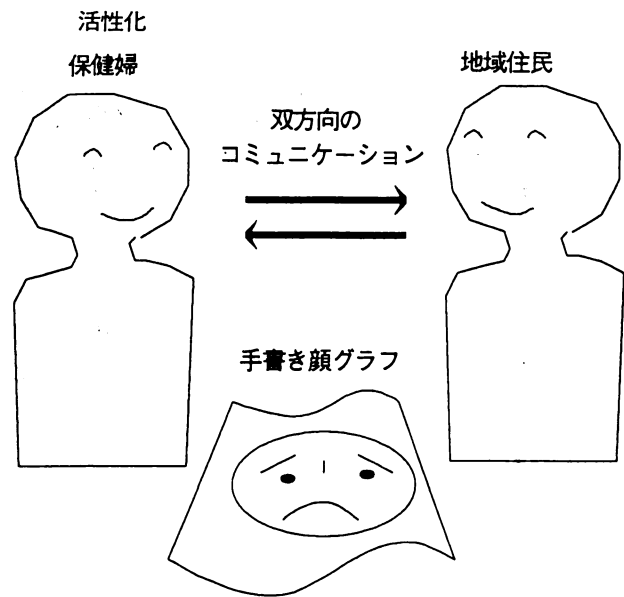 活性化
保健婦
地域住民
双方向の
コミュニケーション
手書き顔グラフ